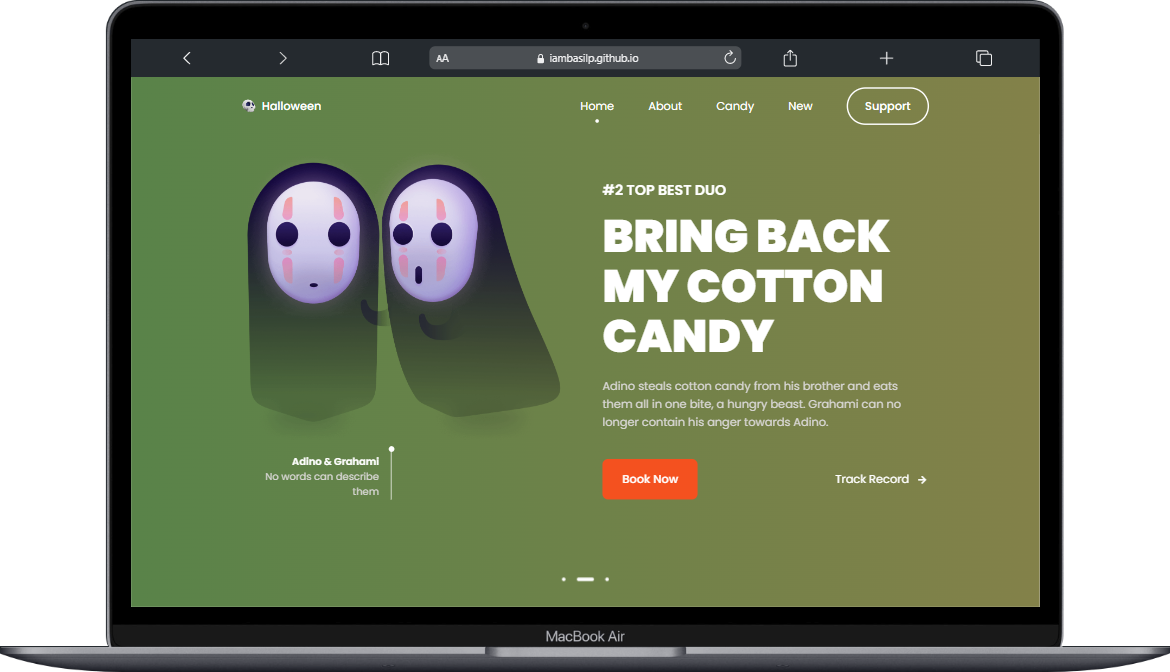 AA
iambasilp.github.io
Halloween
Home
About
Candy
New
Support
#2 TOP BEST DUO
BRING BACK
MY COTTON
CANDY
Adino steals cotton candy from his brother and eats
them all in one bite, a hungry beast. Grahami can no
longer contain his anger towards Adino.
Adino & Grahami
No words can describe
them
Book Now
Track Record
MacBook Air